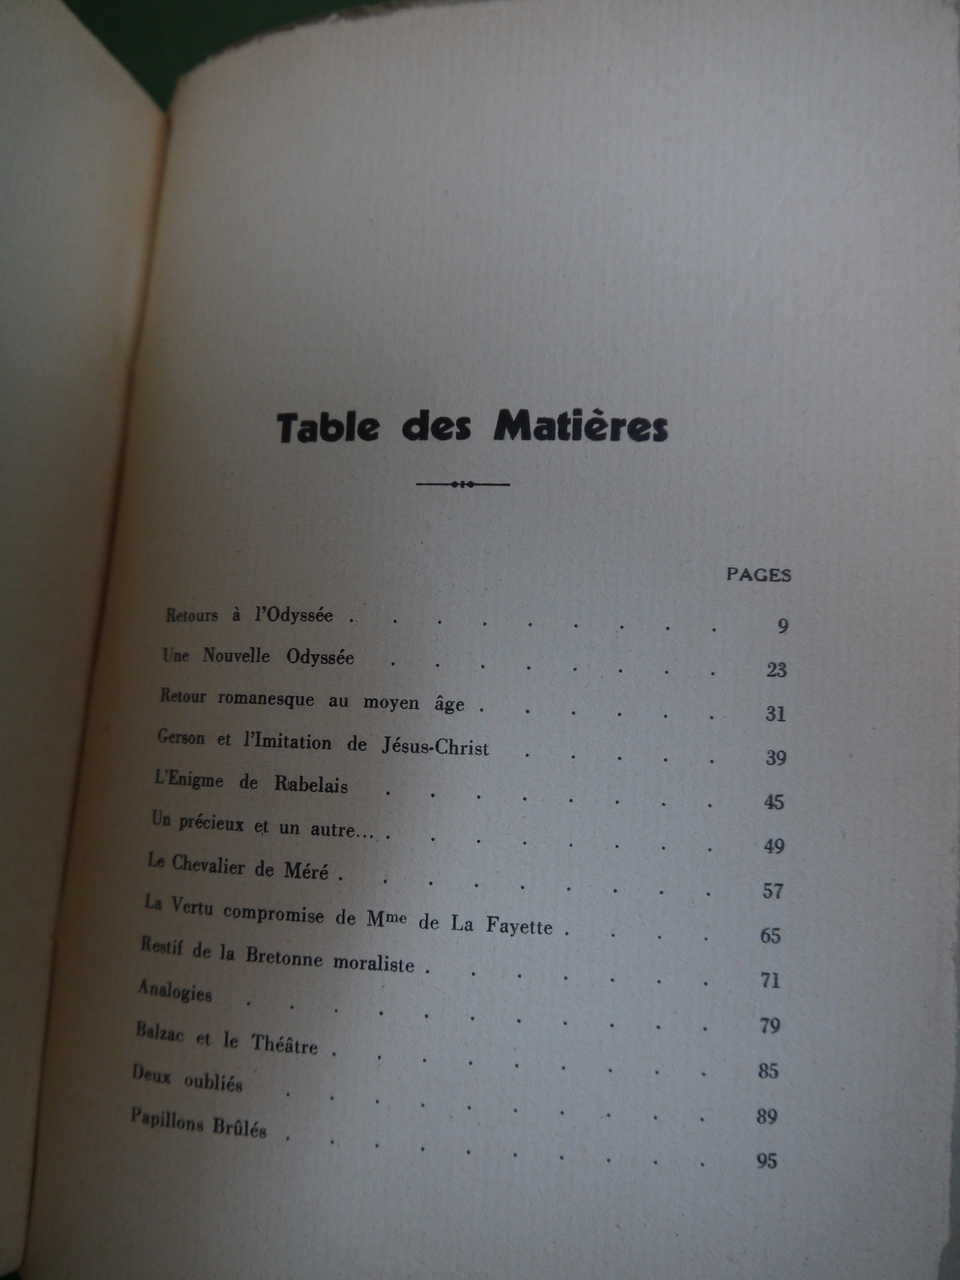 Table des Matières
PAGES
Retours à l'Odyssée . . . . . . . . . 9
Une Nouvelle Odyssée . . . . . . . . 23
Retour romanesque au moyen âge . . . . . . 31
Gerson et l'Imitation de Jésus-Christ . . . . . 39
L'Enigme de Rabelais . . . . . . . . 45
Un précieux et un autre... . . . . . . . . 49
Le Chevalier de Méré . . . . . . . . . 57
La Vertu compromise de Mme de La Fayette . . . . 65
Restif de la Bretonne moraliste . . . . . . . 71
Analogies . . . . . . . . . . . 79
Balzac et le Théâtre . . . . . . . . . 85
Deux oubliés . . . . . . . . . . 89
Papillons Brûlés . . . . . . . . . . 95